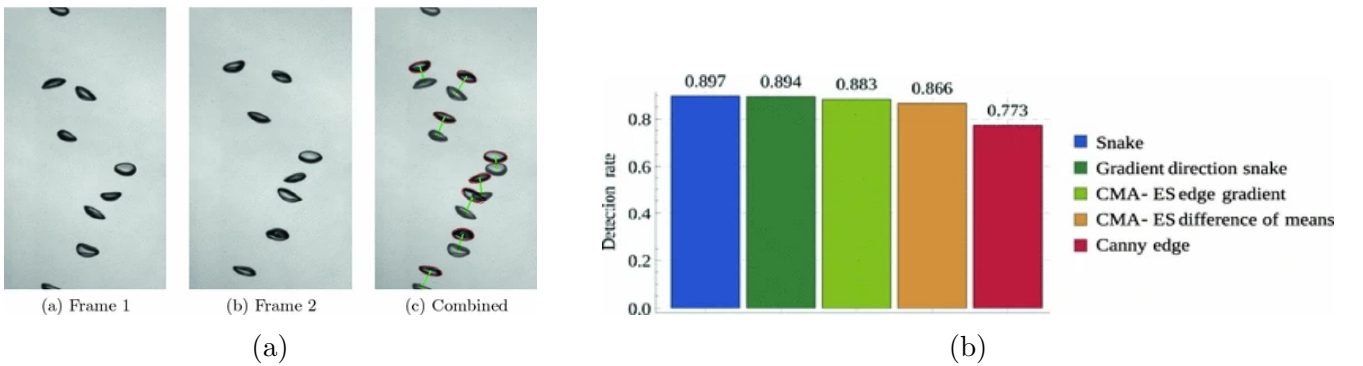 (a) Frame 1
(b) Frame 2
(c) Combined
(a)
0.897
0.894
0.883
0.866
0.773
0.8
0.6
0.4
0.2
0.0
Detection rate
Snake
Gradient direction snake
CMA- ES edge gradient
CMA- ES difference of means
Canny edge
(b)